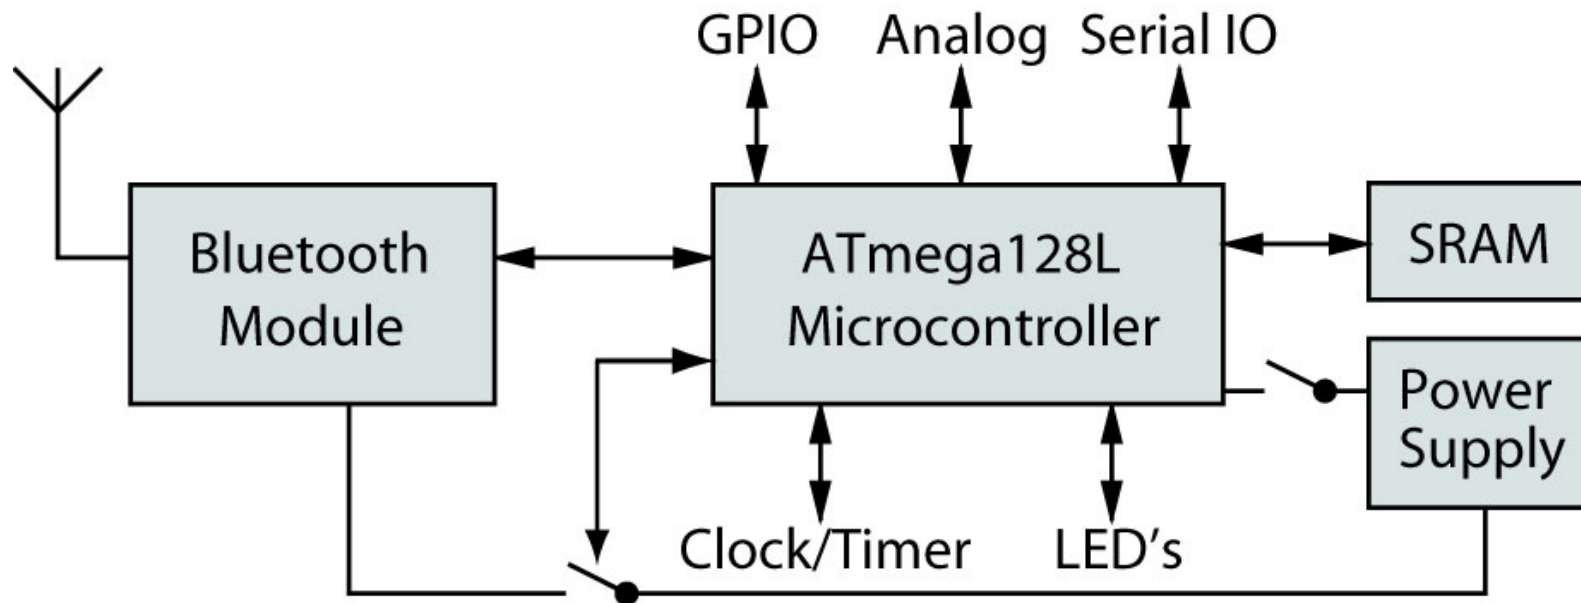 GPIO Analog Serial IO
Bluetooth
Module
ATmega128L
Microcontroller
SRAM
Power
Supply
Clock/Timer LED’s